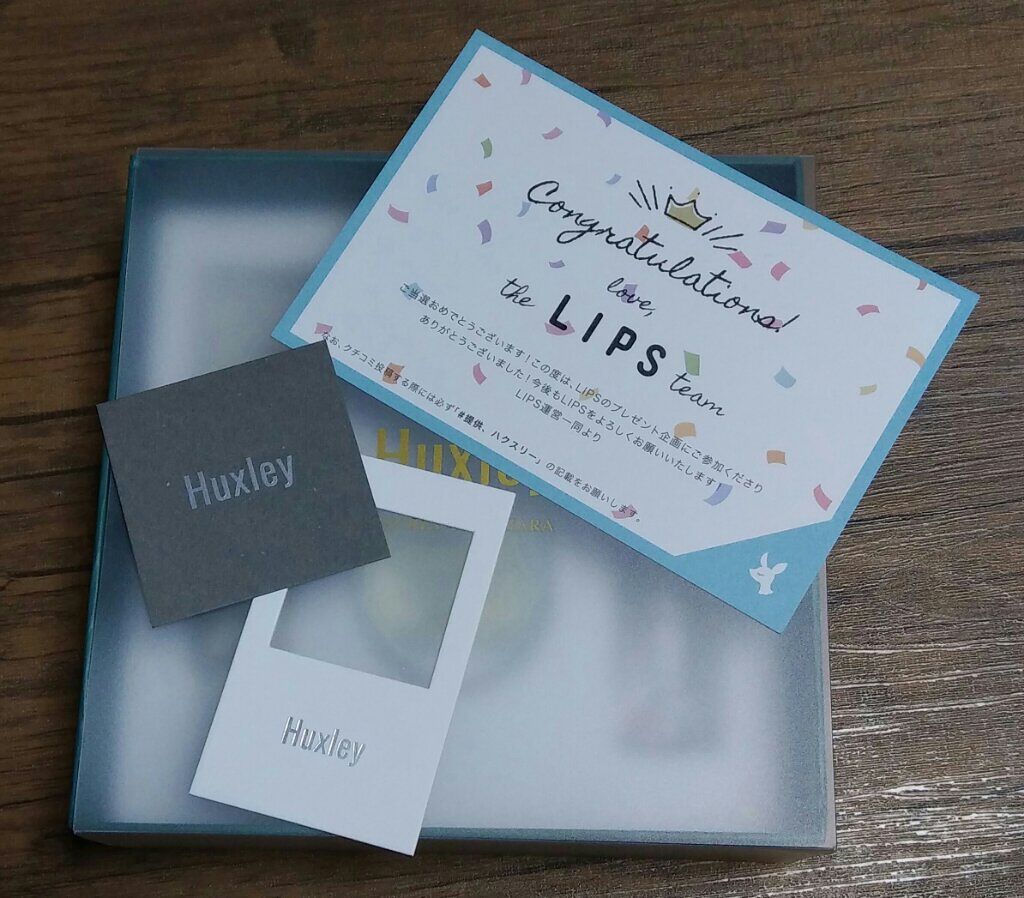 Congratulations!
love,
the LIPS team
ご当選おめでとうございます！この度は、LIPSのプレゼント企画にご参加くださり
ありがとうございました！今後もLIPSをよろしくお願いいたします！
LIPS運営一同より
なお、クチコミ投稿する際には必ず「#提供、ハクスリー」の記載をお願いします。
Huxley
Huxley
Huxley